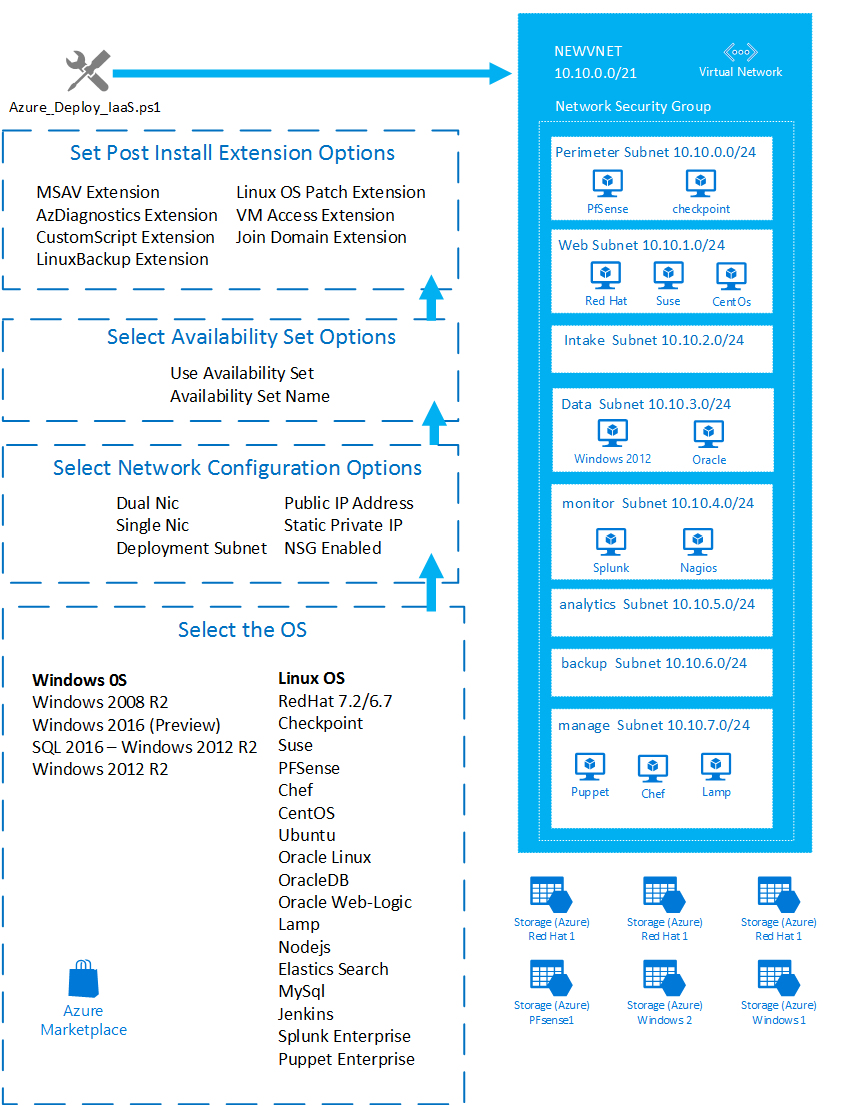 Azure_Deploy_IaaS.ps1
Set Post Install Extension Options
MSAV Extension
AzDiagnostics Extension
CustomScript Extension
LinuxBackup Extension
Linux OS Patch Extension
VM Access Extension
Join Domain Extension
Select Availability Set Options
Use Availability Set
Availability Set Name
Select Network Configuration Options
Dual Nic
Single Nic
Deployment Subnet
Public IP Address
Static Private IP
NSG Enabled
Select the OS
Windows 0S
Windows 2008 R2
Windows 2016 (Preview)
SQL 2016 – Windows 2012 R2
Windows 2012 R2
Azure
Marketplace
Linux OS
RedHat 7.2/6.7
Checkpoint
Suse
PFSense
Chef
CentOS
Ubuntu
Oracle Linux
OracleDB
Oracle Web-Logic
Lamp
Nodejs
Elastics Search
MySql
Jenkins
Splunk Enterprise
Puppet Enterprise
NEWVNET
10.10.0.0/21
Virtual Network
Network Security Group
Perimeter Subnet 10.10.0.0/24
PfSense
checkpoint
Web Subnet 10.10.1.0/24
Red Hat
Suse
CentOs
Intake Subnet 10.10.2.0/24
Data Subnet 10.10.3.0/24
Windows 2012
Oracle
monitor Subnet 10.10.4.0/24
Splunk
Nagios
analytics Subnet 10.10.5.0/24
backup Subnet 10.10.6.0/24
manage Subnet 10.10.7.0/24
Puppet
Chef
Lamp
Storage (Azure)
Red Hat 1
Storage (Azure)
Red Hat 1
Storage (Azure)
Red Hat 1
Storage (Azure)
PFsense1
Storage (Azure)
Windows 2
Storage (Azure)
Windows 1